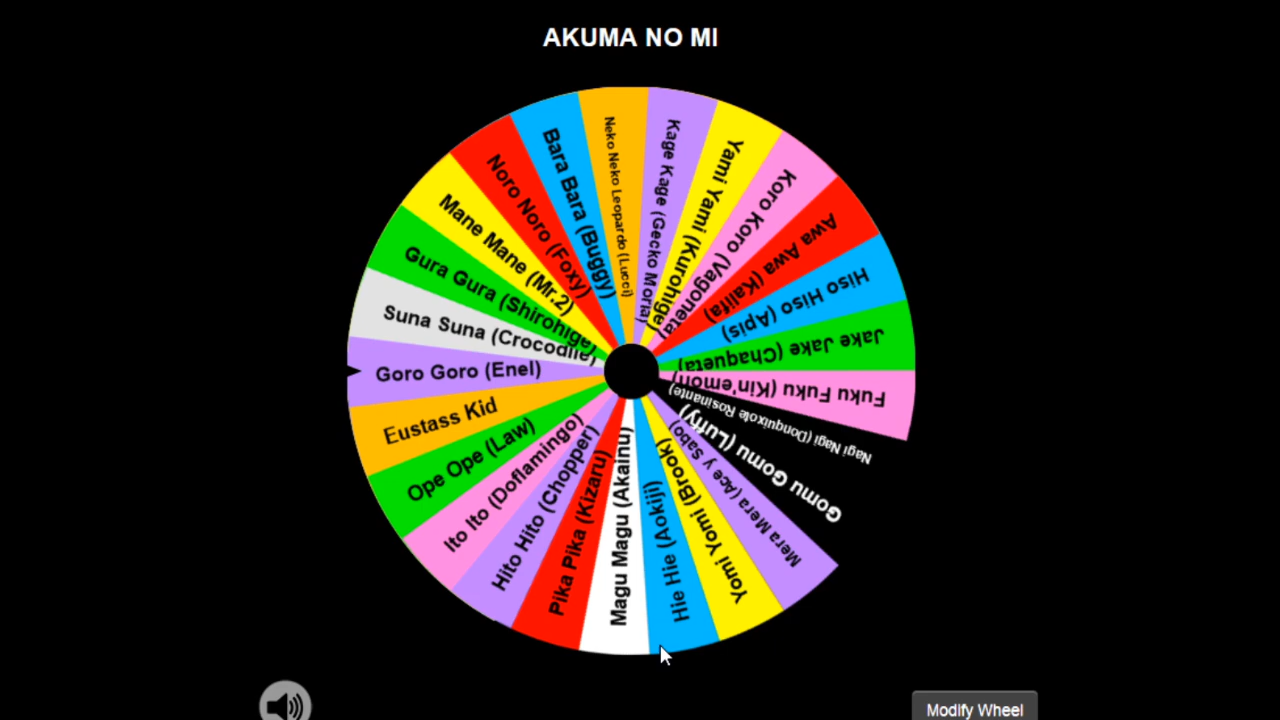 AKUMA NO MI
Neko Neko Leopardo (Lucci)
Kage Kage (Gecko Moria)
Yami Yami (Kurohige)
Koro Koro (Vagoneta)
Awa Awa (Kalifa)
Hiso Hiso (Apis)
Jake Jake (Chaqueta)
Fuku Fuku (Kin'emon)
Nagi Nagi (Donquixote Rosinante)
Gomu Gomu (Luffy)
Mera Mera (Ace y Sabo)
Yomi Yomi (Brook)
Hie Hie (Aokiji)
Magu Magu (Akainu)
Pika Pika (Kizaru)
Hito Hito (Chopper)
Ito Ito (Doflamingo)
Ope Ope (Law)
Eustass Kid
Goro Goro (Enel)
Suna Suna (Crocodile)
Gura Gura (Shirohige)
Mane Mane (Mr.2)
Noro Noro (Foxy)
Bara Bara (Buggy)
Modify Wheel